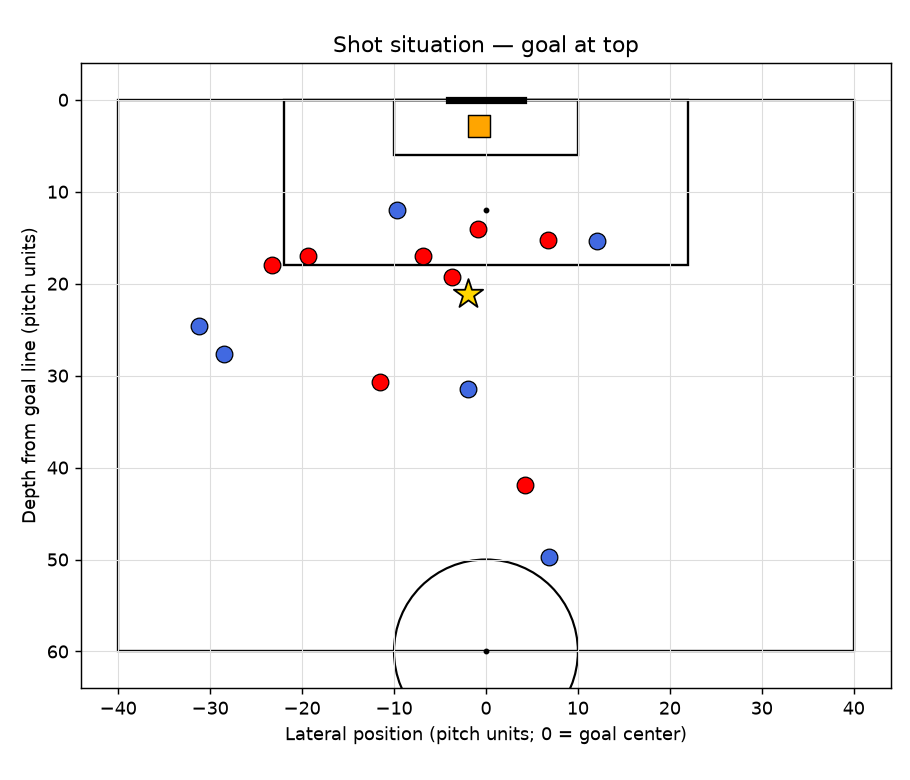 Shot situation — goal at top
Depth from goal line (pitch units)
0
10
20
30
40
50
60
−40 −30 −20 −10 0 10 20 30 40
Lateral position (pitch units; 0 = goal center)